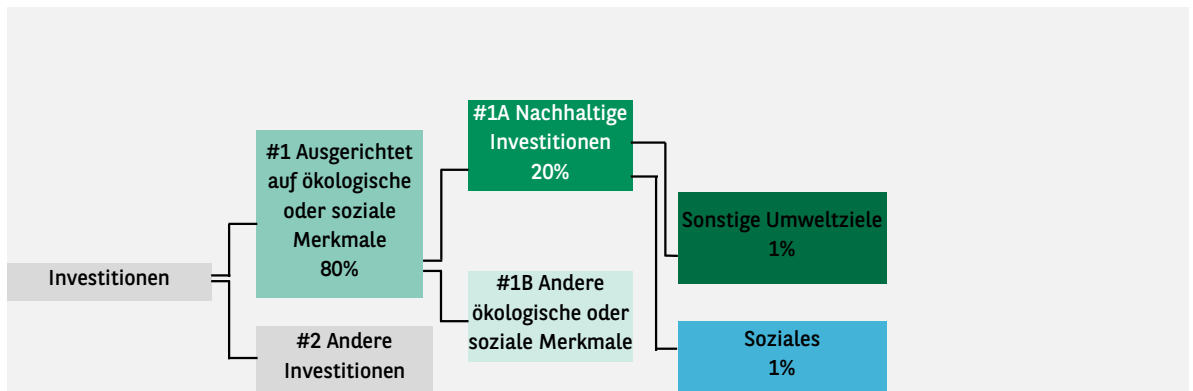 Investitionen
#1 Ausgerichtet
auf ökologische
oder soziale
Merkmale
80%
#2 Andere
Investitionen
#1A Nachhaltige
Investitionen
20%
#1B Andere
ökologische oder
soziale Merkmale
Sonstige Umweltziele
1%
Soziales
1%